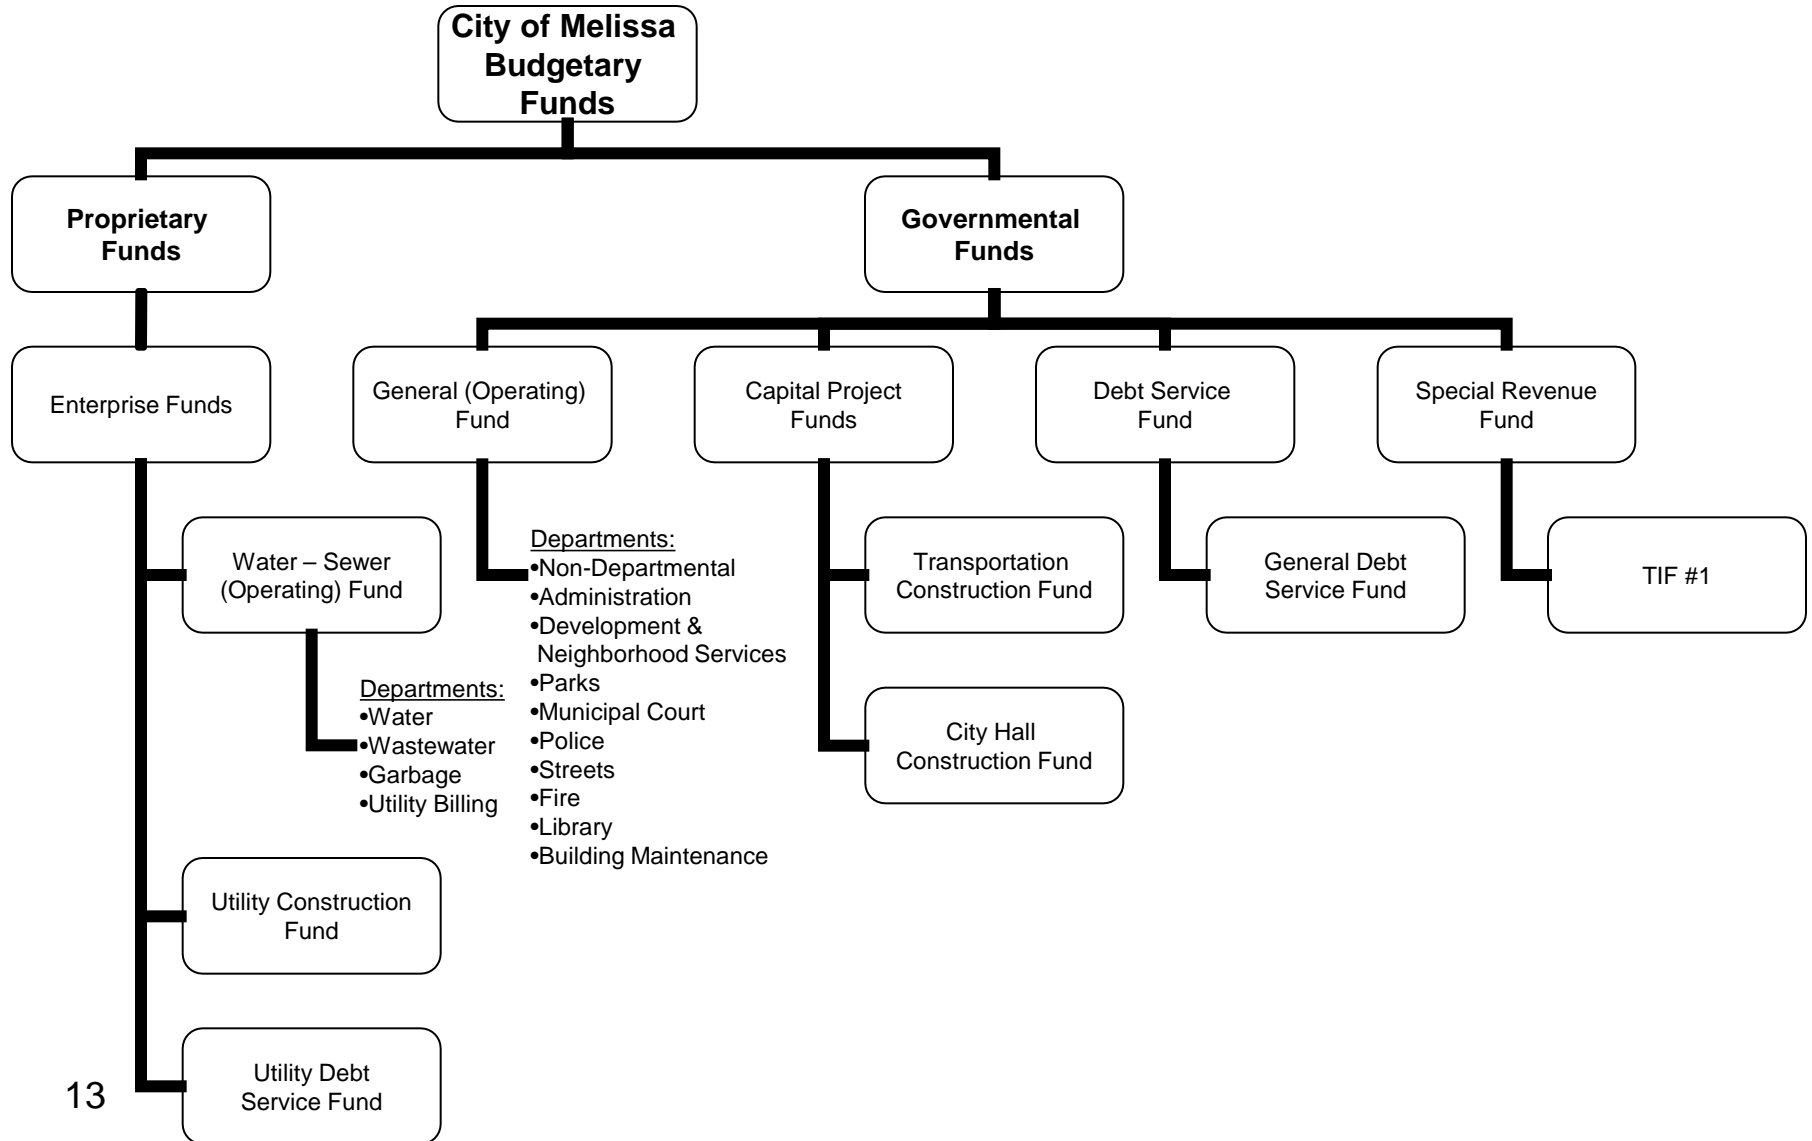 City of Melissa
Budgetary
Funds
Proprietary
Funds
Governmental
Funds
Enterprise Funds
General (Operating)
Fund
Capital Project
Funds
Debt Service
Fund
Special Revenue
Fund
Water – Sewer
(Operating) Fund
Departments:
•Water
•Wastewater
•Garbage
•Utility Billing
Departments:
•Non-Departmental
•Administration
•Development &
Neighborhood Services
•Parks
•Municipal Court
•Police
•Streets
•Fire
•Library
•Building Maintenance
Transportation
Construction Fund
General Debt
Service Fund
TIF #1
City Hall
Construction Fund
Utility Construction
Fund
Utility Debt
Service Fund
13